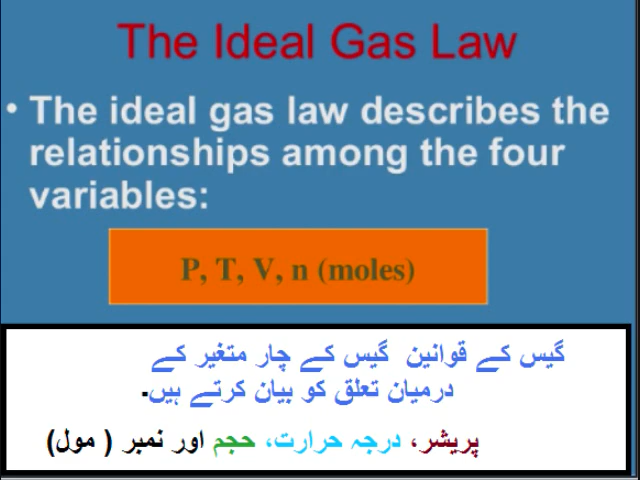 The Ideal Gas Law
• The ideal gas law describes the
relationships among the four
variables:
P, T, V, n (moles)
گیس کے قوانین گیس کے چار متغیر کے
درمیان تعلق کو بیان کرتے ہیں۔
پریشر، درجہ حرارت، حجم اور نمبر ( مول)